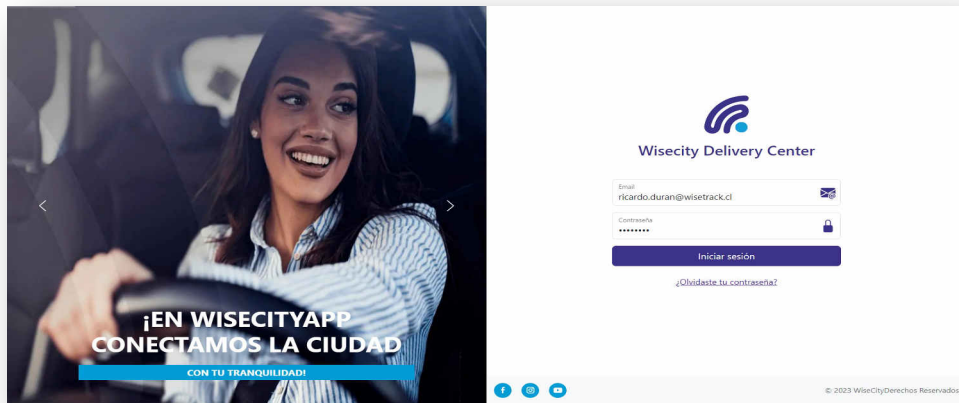 ¡EN WISECITYAPP
CONECTAMOS LA CIUDAD
CON TU TRANQUILIDAD!
Wisecity Delivery Center
Email
ricardo.duran@wisetrack.cl
Contraseña
••••••••
Iniciar sesión
¿Olvidaste tu contraseña?
© 2023 WiseCityDerechos Reservados